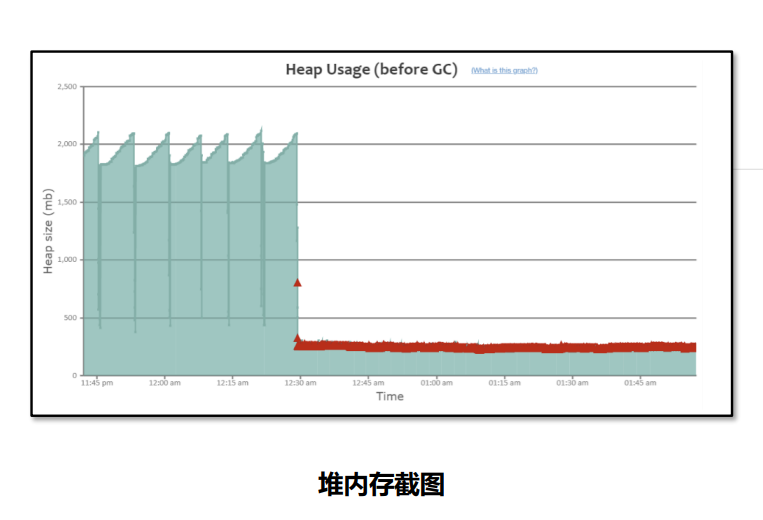 Heap Usage (before GC) (What is this graph?)
2,500
2,000
1,500
1,000
500
0
Heap size (mb)
11:45 pm 12:00 am 12:15 am 12:30 am 12:45 am 01:00 am 01:15 am 01:30 am 01:45 am
Time
堆内存截图